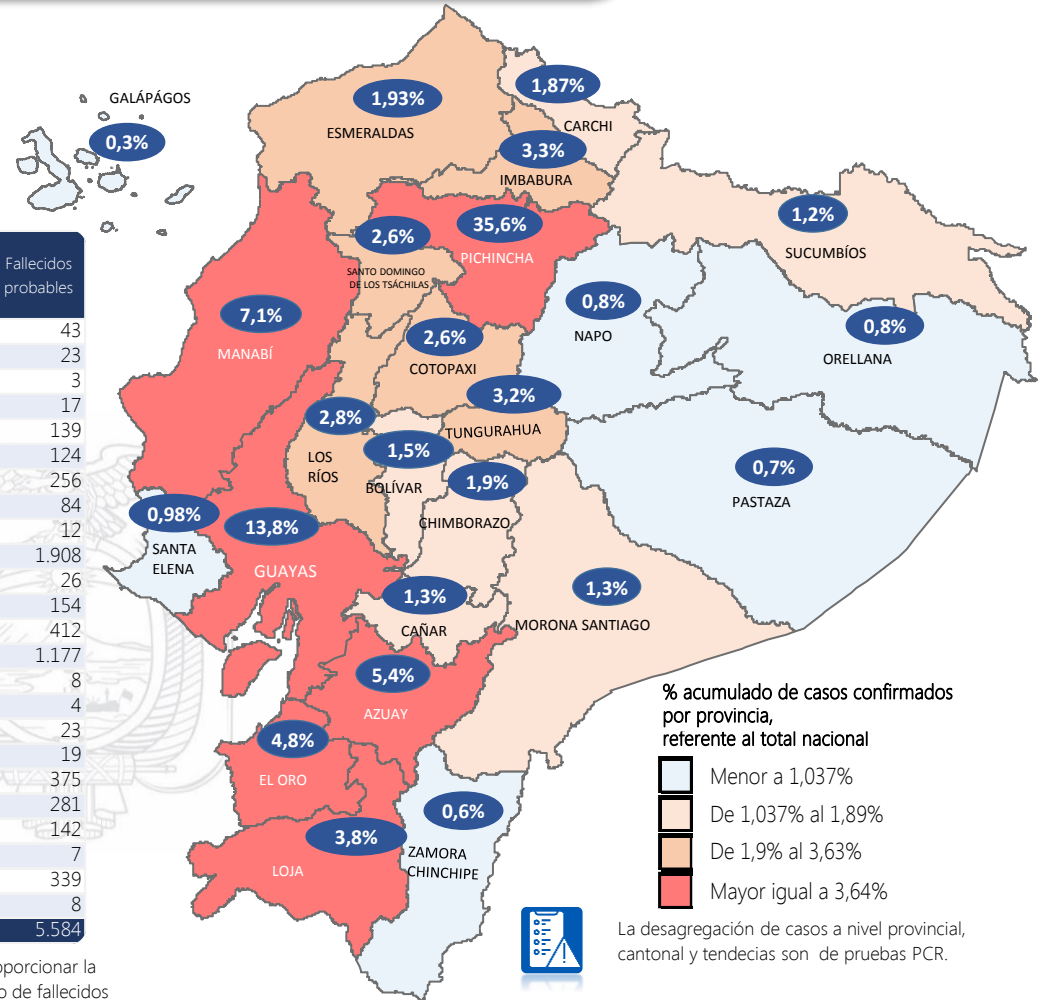 GALÁPÁGOS
0,3%
1,93%
ESMERALDAS
1,87%
CARCHI
3,3%
IMBABURA
1,2%
SUCUMBÍOS
2,6%
SANTO DOMINGO
DE LOS TSÁCHILAS
35,6%
PICHINCHA
7,1%
MANABÍ
0,8%
NAPO
0,8%
ORELLANA
2,6%
COTOPAXI
3,2%
TUNGURAHUA
2,8%
LOS
RÍOS
1,5%
BOLÍVAR
1,9%
CHIMBORAZO
0,7%
PASTAZA
0,98%
SANTA
ELENA
13,8%
GUAYAS
1,3%
CAÑAR
1,3%
MORONA SANTIAGO
5,4%
AZUAY
4,8%
EL ORO
3,8%
LOJA
0,6%
ZAMORA
CHINCHIPE
Fallecidos
probables
43
23
3
17
139
124
256
84
12
1.908
26
154
412
1.177
8
4
23
19
375
281
142
7
339
8
5.584
oporcionar la
o de fallecidos
% acumulado de casos confirmados
por provincia,
referente al total nacional
Menor a 1,037%
De 1,037% al 1,89%
De 1,9% al 3,63%
Mayor igual a 3,64%
La desagregación de casos a nivel provincial,
cantonal y tendecias son de pruebas PCR.